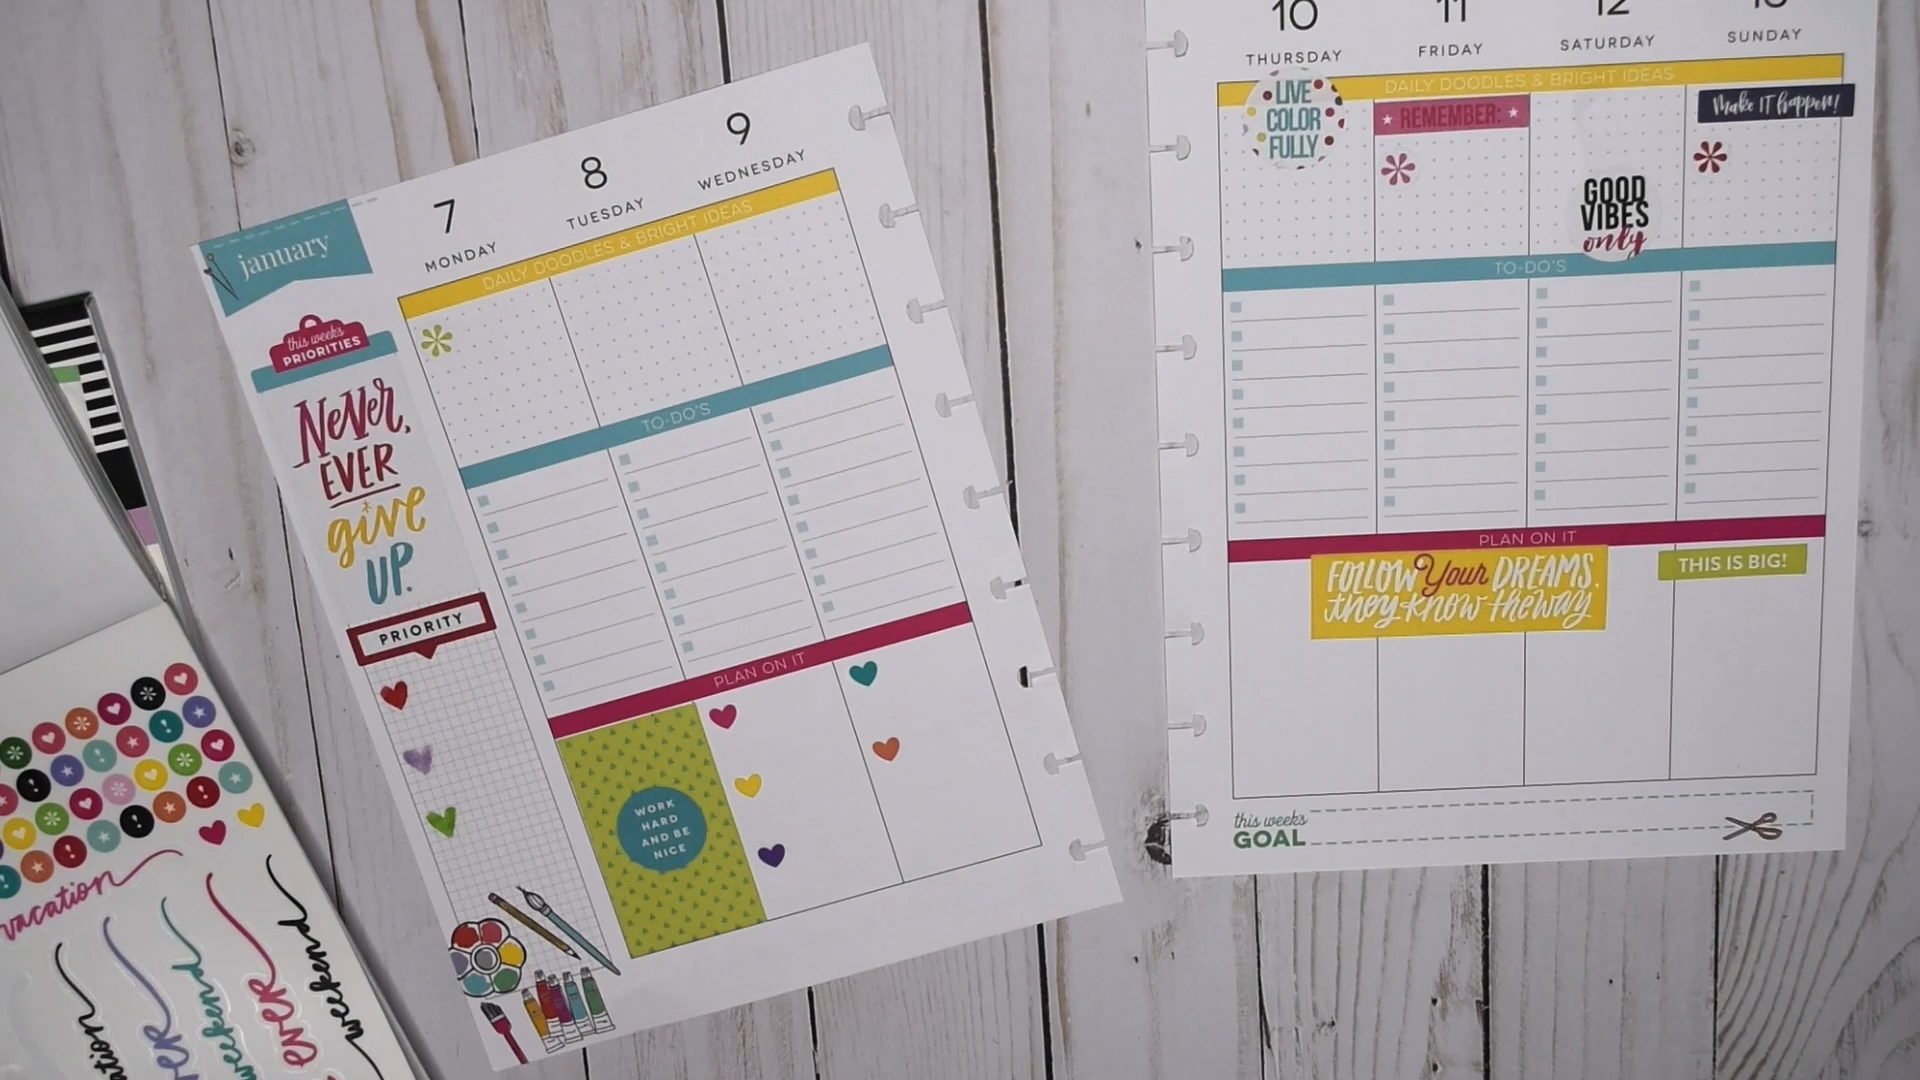 january
7
MONDAY
8
TUESDAY
9
WEDNESDAY
DAILY DOODLES & BRIGHT IDEAS
this week's
PRIORITIES
Never,
EVER
give
UP.
TO-DO'S
PRIORITY
PLAN ON IT
WORK
HARD
AND BE
NICE
10
THURSDAY
11
FRIDAY
12
SATURDAY
SUNDAY
DAILY DOODLES & BRIGHT IDEAS
LIVE
COLOR
FULLY
REMEMBER:
Make IT happen!
GOOD
VIBES
only
TO-DO'S
PLAN ON IT
FOLLOW Your DREAMS,
they know the way
THIS IS BIG!
this week's
GOAL
vacation
weekend
weekend